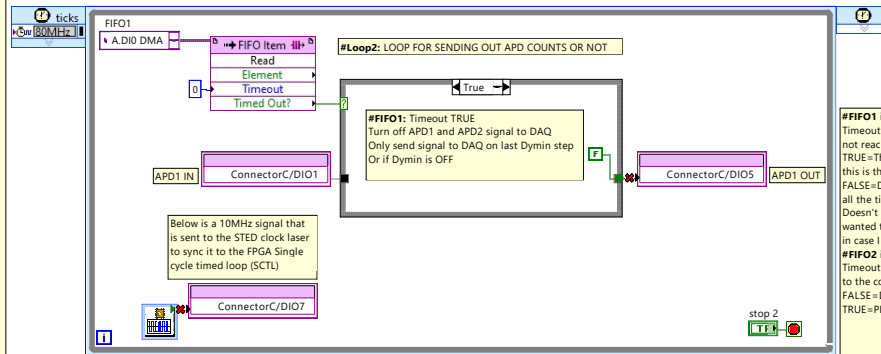 ticks
80MHz
FIFO1
A.DI0 DMA
FIFO Item
Read
Element
0
Timeout
Timed Out?
#Loop2: LOOP FOR SENDING OUT APD COUNTS OR NOT
True
?
#FIFO1: Timeout TRUE
Turn off APD1 and APD2 signal to DAQ
Only send signal to DAQ on last Dymin step
Or if Dymin is OFF
F
APD1 IN
ConnectorC/DIO1
ConnectorC/DIO5
APD1 OUT
Below is a 10MHz signal that
is sent to the STED clock laser
to sync it to the FPGA Single
cycle timed loop (SCTL)
ConnectorC/DIO7
i
stop 2
TF
#FIFO1 i
Timeout
not reac
TRUE=TH
this is th
FALSE=D
all the ti
Doesn't
wanted t
in case I
#FIFO2 i
Timeout
to the co
FALSE=D